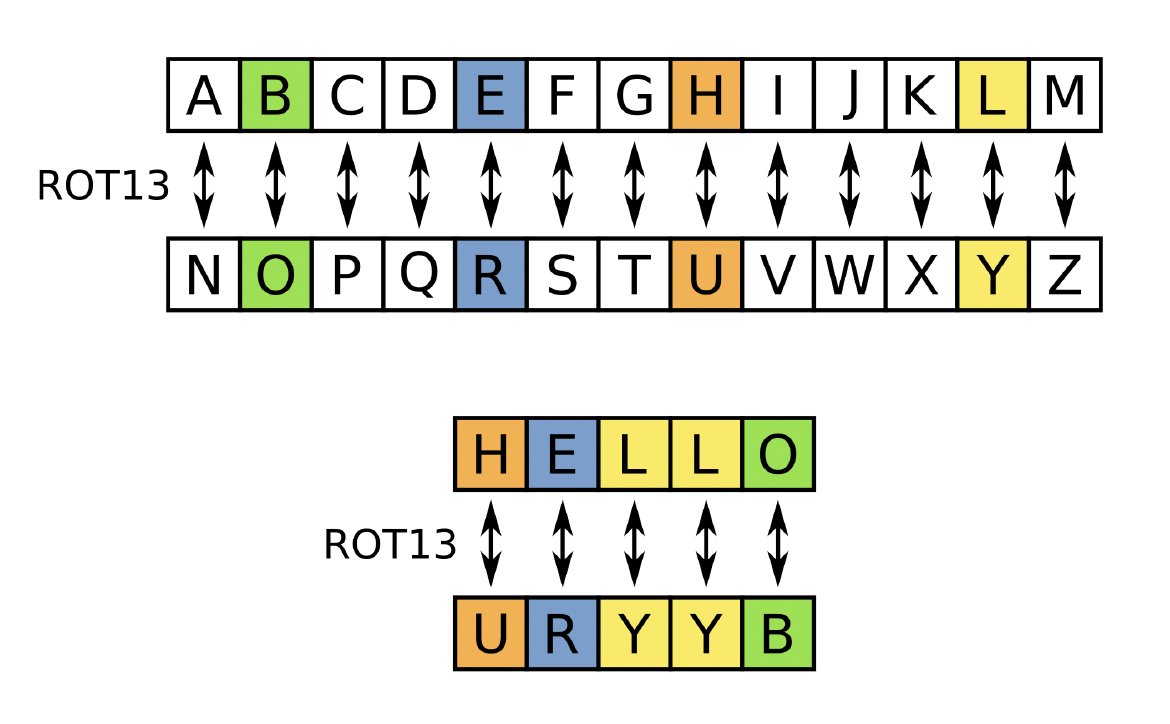 A B C D E F G H I J K L M
ROT13
N O P Q R S T U V W X Y Z
H E L L O
ROT13
U R Y Y B